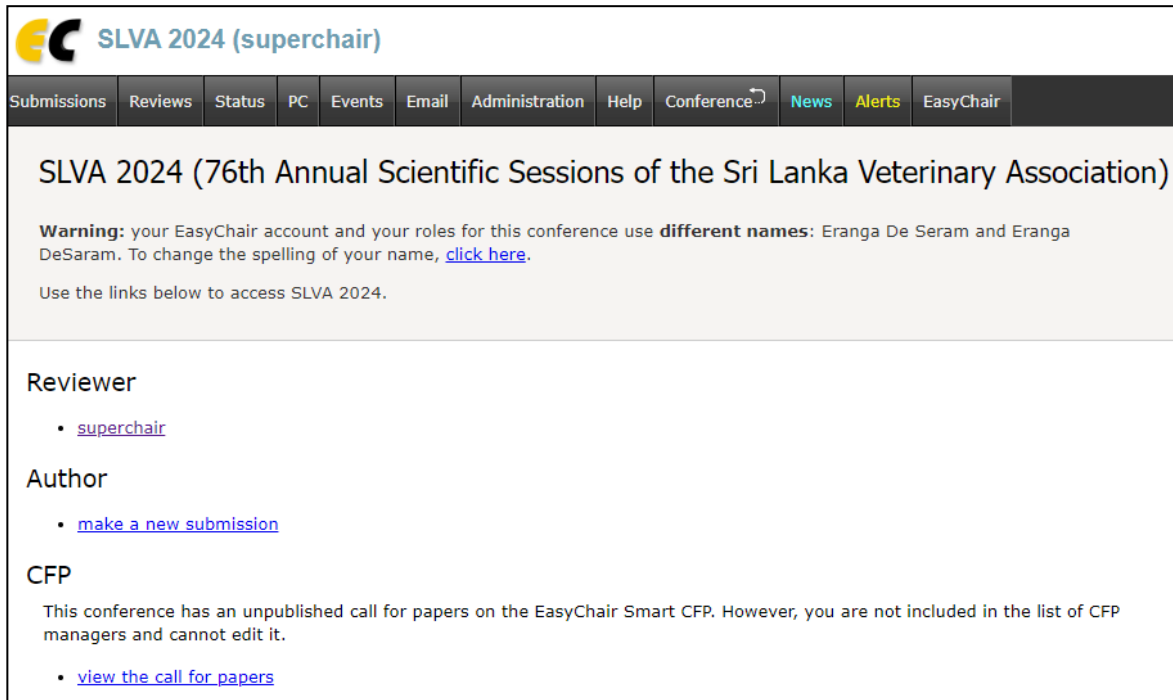 EC SLVA 2024 (superchair)
Submissions Reviews Status PC Events Email Administration Help Conference News Alerts EasyChair
SLVA 2024 (76th Annual Scientific Sessions of the Sri Lanka Veterinary Association)
Warning: your EasyChair account and your roles for this conference use different names: Eranga De Seram and Eranga
DeSaram. To change the spelling of your name, click here.
Use the links below to access SLVA 2024.
Reviewer
• superchair
Author
• make a new submission
CFP
This conference has an unpublished call for papers on the EasyChair Smart CFP. However, you are not included in the list of CFP
managers and cannot edit it.
• view the call for papers